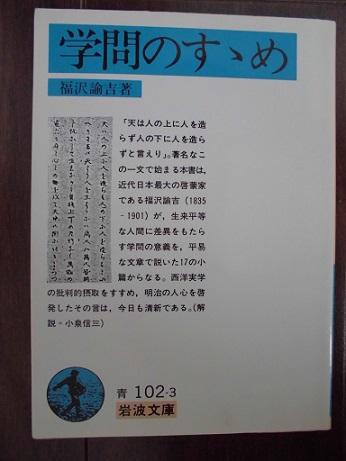 学問のすゝめ
福沢諭吉著
「天は人の上に人を造
らず人の下に人を造ら
ずと言えり」。著名なこ
の一文で始まる本書は，
近代日本最大の啓蒙家
である福沢諭吉（1835
‐1901）が，生来平等
な人間に差異をもたら
す学問の意義を，平易
な文章で説いた17の小
篇からなる。西洋実学
の批判的摂取をすすめ，明治の人心を啓
発したその言は，今日も清新である。（解
説＝小泉信三）
青 102-3
岩波文庫